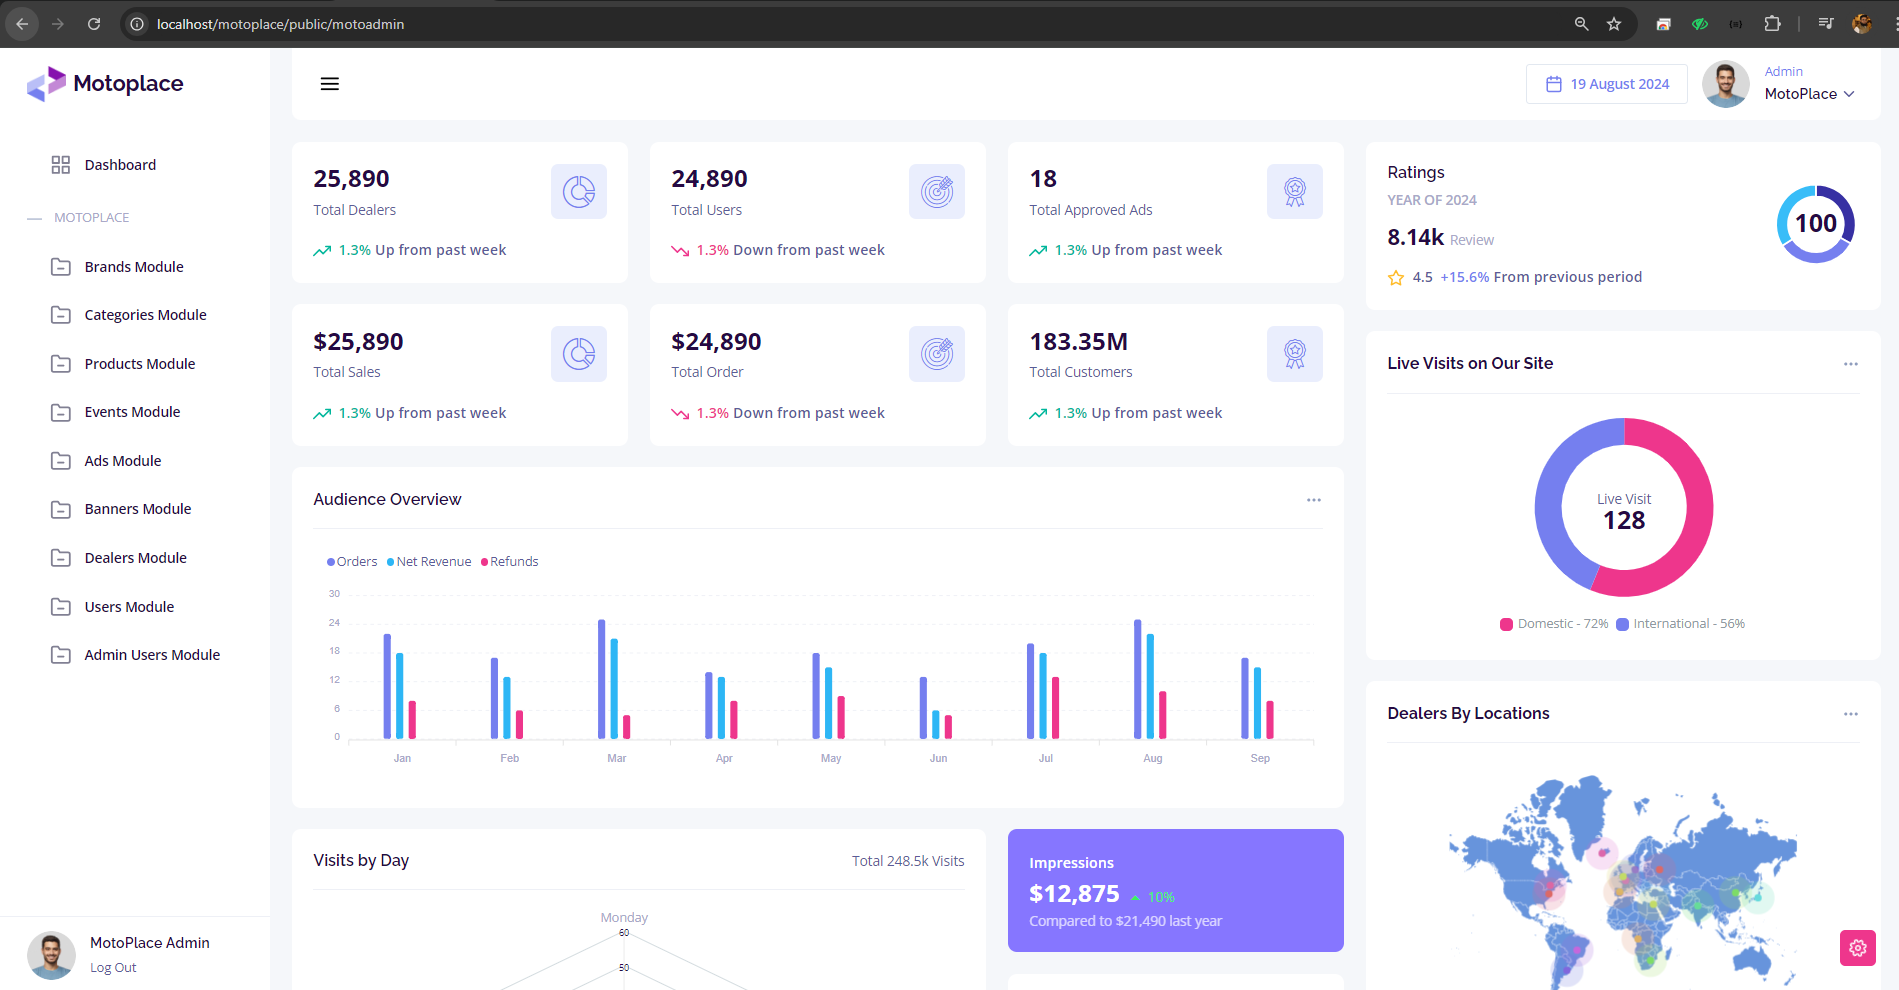 localhost/motoplace/public/motoadmin
Motoplace
19 August 2024
Admin
MotoPlace
Dashboard
MOTOPLACE
Brands Module
Categories Module
Products Module
Events Module
Ads Module
Banners Module
Dealers Module
Users Module
Admin Users Module
MotoPlace Admin
Log Out
25,890
Total Dealers
1.3% Up from past week
24,890
Total Users
1.3% Down from past week
18
Total Approved Ads
1.3% Up from past week
$25,890
Total Sales
1.3% Up from past week
$24,890
Total Order
1.3% Down from past week
183.35M
Total Customers
1.3% Up from past week
Ratings
YEAR OF 2024
8.14k Review
4.5 +15.6% From previous period
100
Live Visits on Our Site
Live Visit
128
Domestic - 72% International - 56%
Audience Overview
Orders Net Revenue Refunds
30
24
18
12
6
0
Jan Feb Mar Apr May Jun Jul Aug Sep
Visits by Day
Total 248.5k Visits
Monday
60
50
Impressions
$12,875 10%
Compared to $21,490 last year
Dealers By Locations